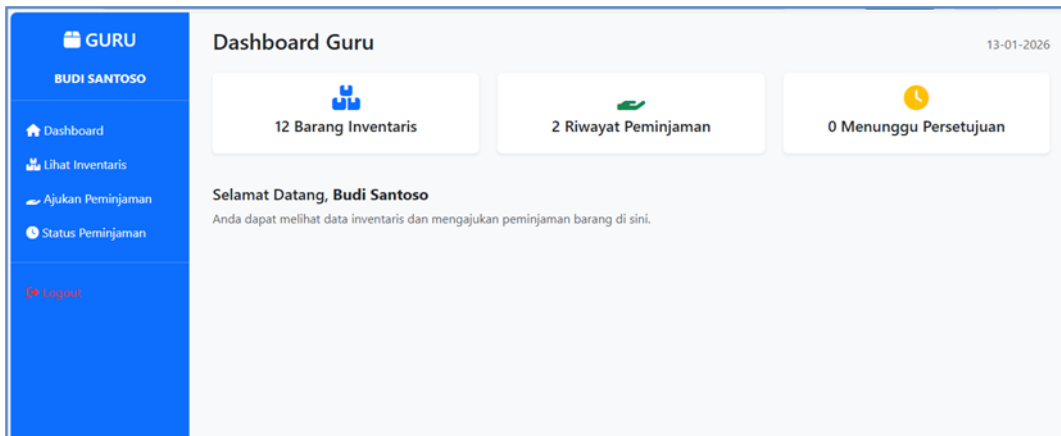 GURU
BUDI SANTOSO
Dashboard
Lihat Inventaris
Ajukan Peminjaman
Status Peminjaman
Logout
Dashboard Guru
13-01-2026
12 Barang Inventaris
2 Riwayat Peminjaman
0 Menunggu Persetujuan
Selamat Datang, Budi Santoso
Anda dapat melihat data inventaris dan mengajukan peminjaman barang di sini.